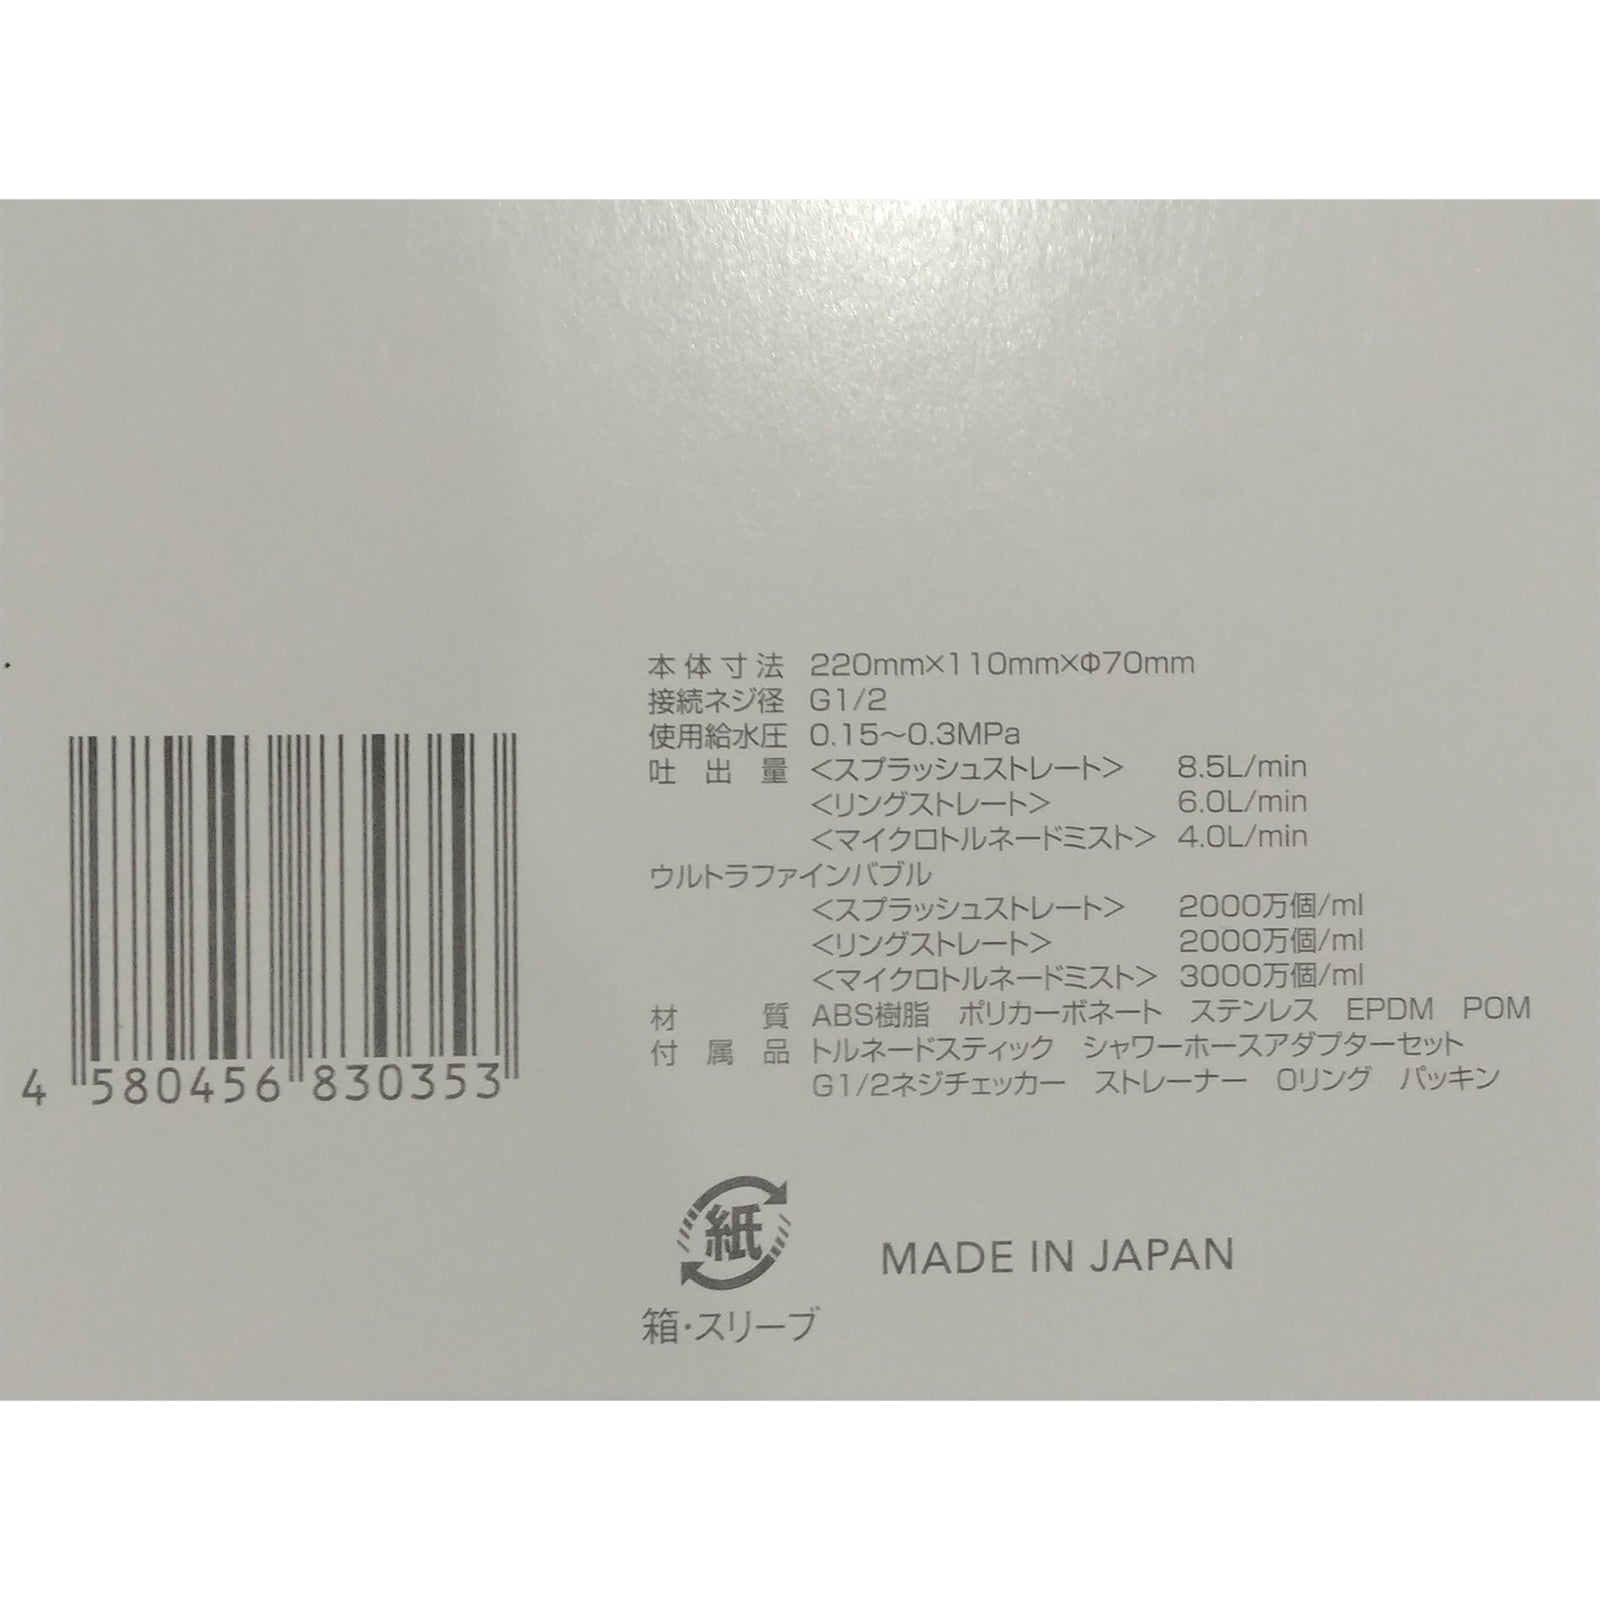 本体寸法 220mm×110mm×Φ70mm
接続ネジ径 G1/2
使用給水圧 0.15〜0.3MPa
吐出量 <スプラッシュストレート> 8.5L/min
<リングストレート> 6.0L/min
<マイクロトルネードミスト> 4.0L/min
ウルトラファインバブル
<スプラッシュストレート> 2000万個/ml
<リングストレート> 2000万個/ml
<マイクロトルネードミスト> 3000万個/ml
材質 ABS樹脂 ポリカーボネート ステンレス EPDM POM
付属品 トルネードスティック シャワーホースアダプターセット
G1/2ネジチェッカー ストレーナー Oリング パッキン
4 580456 830353
紙
箱・スリーブ
MADE IN JAPAN